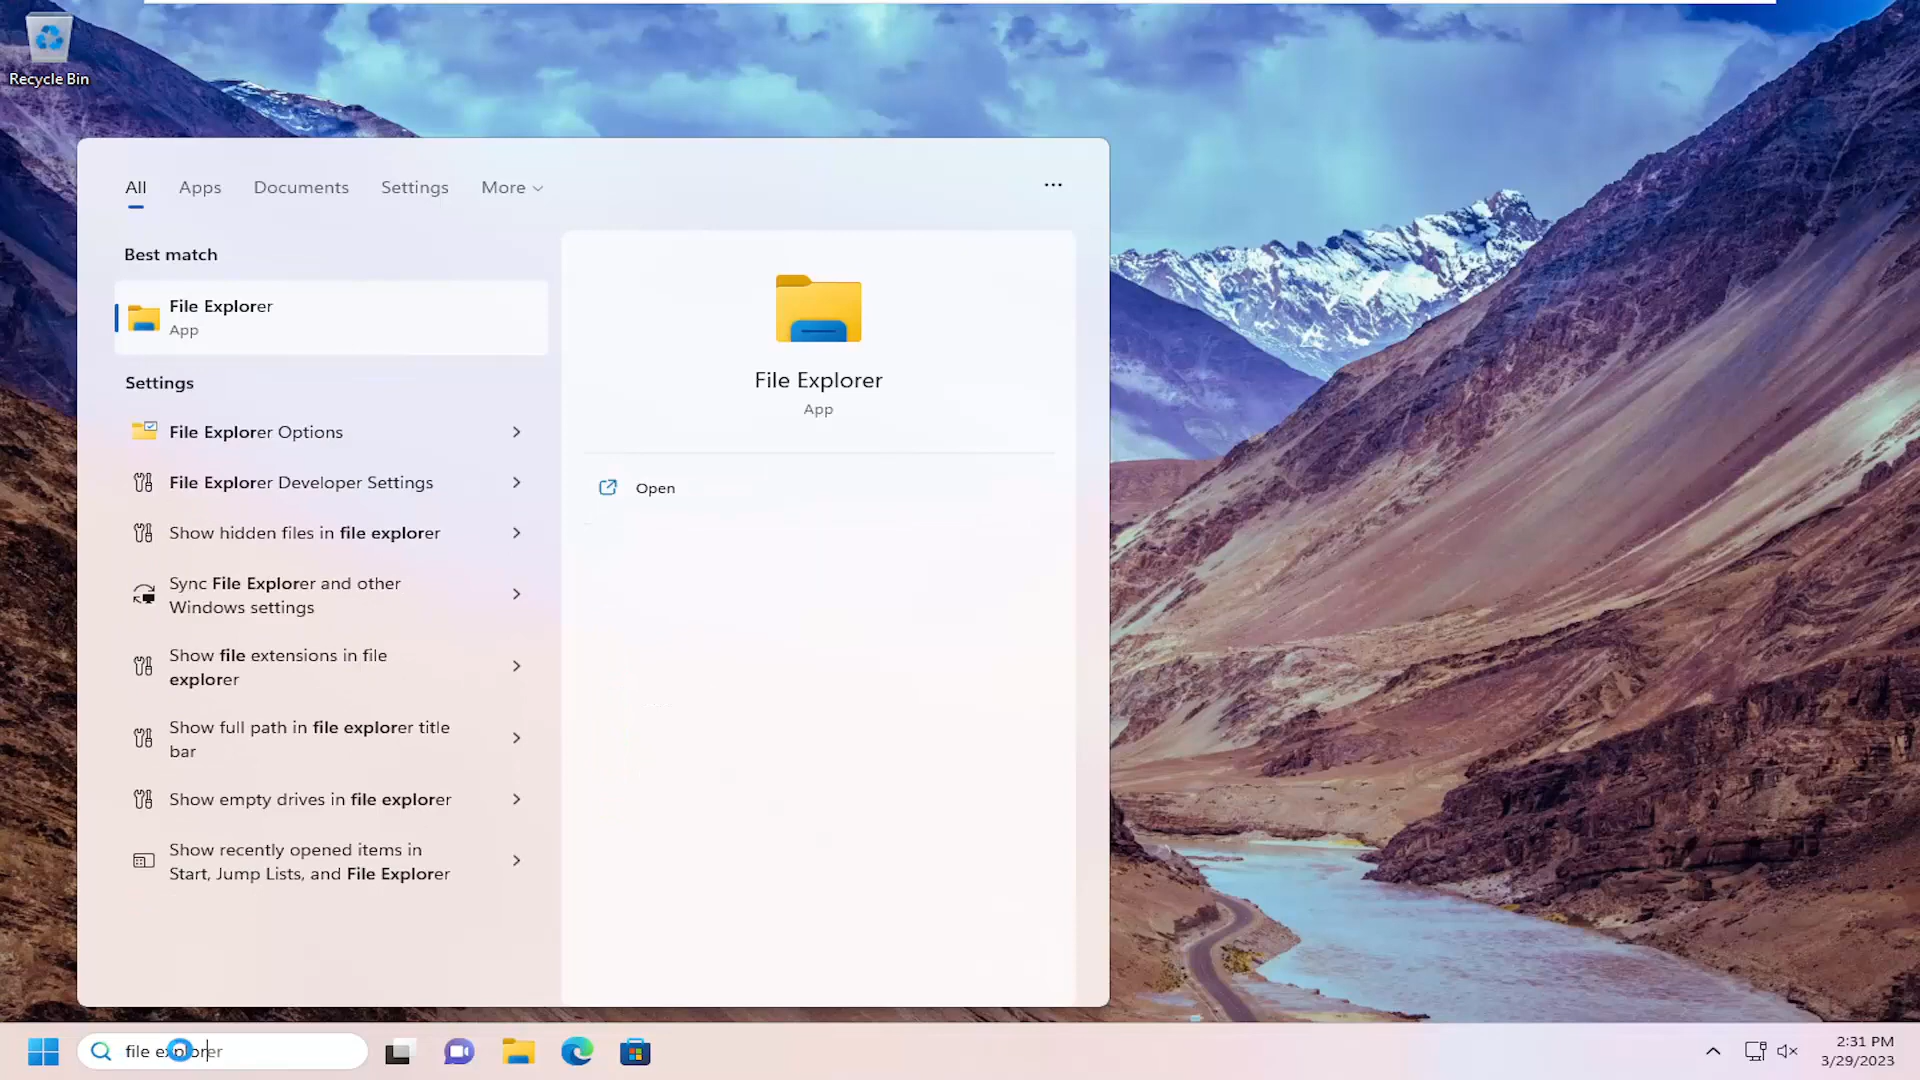 Recycle Bin
All Apps Documents Settings More
Best match
File Explorer
App
Settings
File Explorer Options
File Explorer Developer Settings
Show hidden files in file explorer
Sync File Explorer and other
Windows settings
Show file extensions in file
explorer
Show full path in file explorer title
bar
Show empty drives in file explorer
Show recently opened items in
Start, Jump Lists, and File Explorer
File Explorer
App
Open
file explorer
2:31 PM
3/29/2023